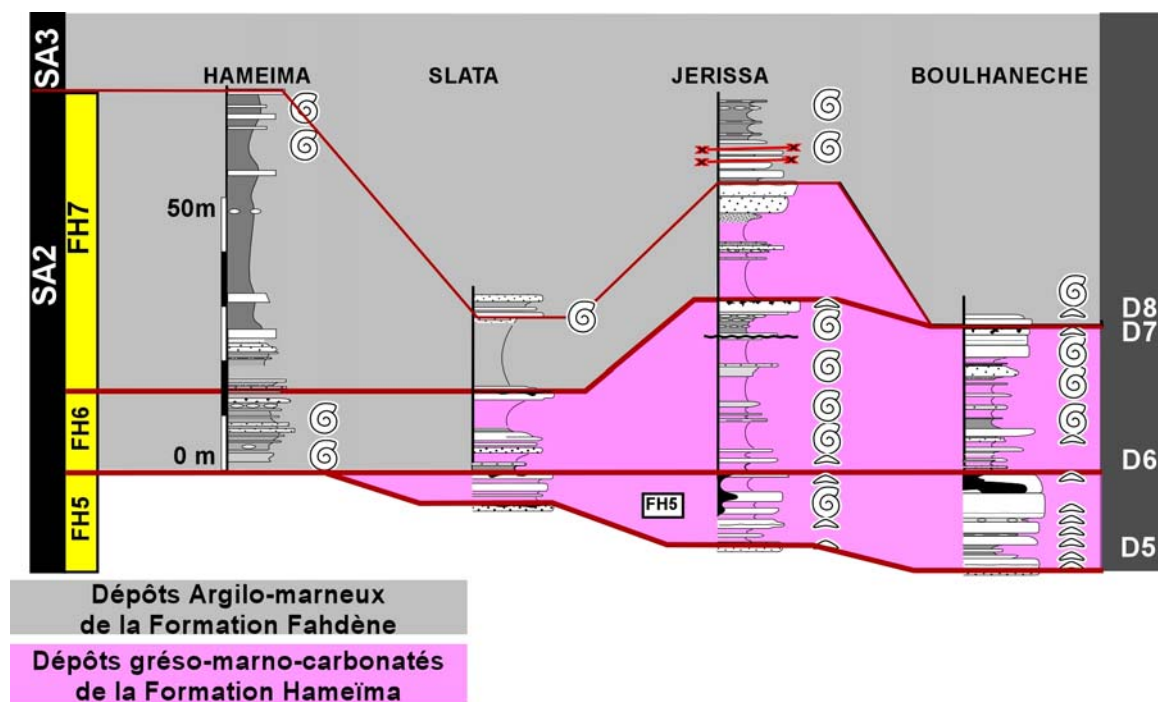 SA3
HAMEIMA
SLATA
JERISSA
BOULHANECHE
SA2
FH7
50m
D8
D7
FH6
0 m
D6
FH5
FH5
D5
Dépôts Argilo-marneux
de la Formation Fahdène
Dépôts gréso-marno-carbonatés
de la Formation Hameïma